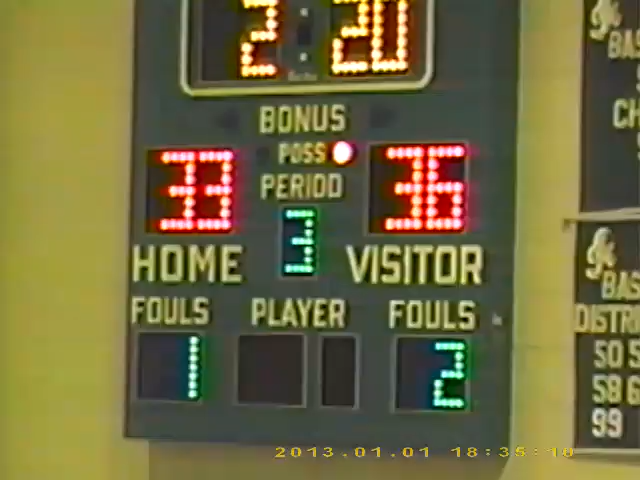 2:20
BONUS
POSS
PERIOD
33 3 36
HOME VISITOR
FOULS PLAYER FOULS
1 2
BAS
CH
BAS
DISTRI
50 5
58 6
99
2013.01.01 18:35:10